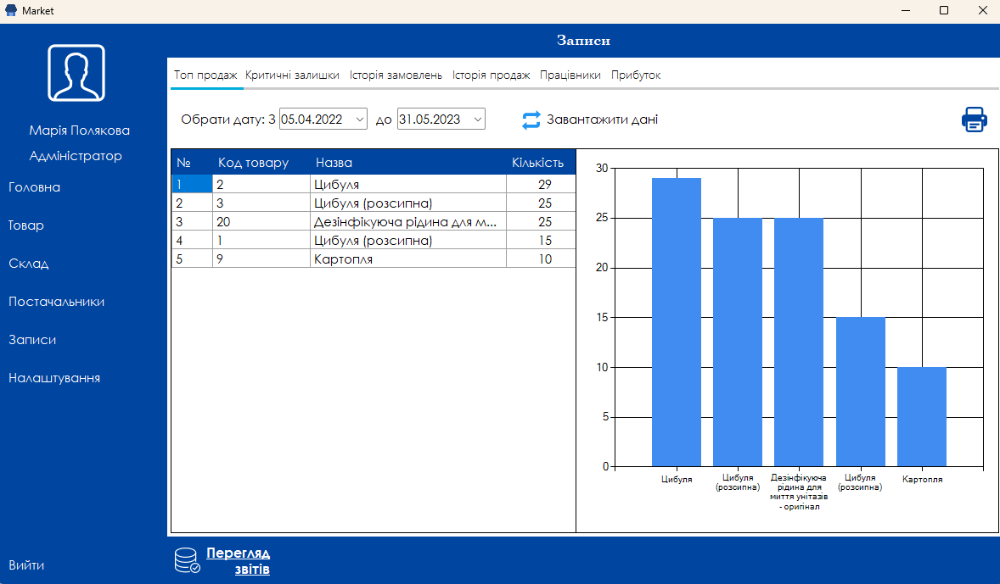 Market
Записи
Марія Полякова
Адміністратор
Головна
Товар
Склад
Постачальники
Записи
Налаштування
Вийти
Топ продаж Критичні залишки Історія замовлень Історія продаж Працівники Прибуток
Обрати дату: З 05.04.2022 до 31.05.2023 Завантажити дані
№ Код товару Назва Кількість
1 2 Цибуля 29
2 3 Цибуля (розсипна) 25
3 20 Дезінфікуюча рідина для м... 25
4 1 Цибуля (розсипна) 15
5 9 Картопля 10
30
25
20
15
10
5
0
Цибуля
Цибуля
(розсипна)
Дезінфікуюча
рідина для
миття унітазів
- оригінал
Цибуля
(розсипна)
Картопля
Перегляд
звітів